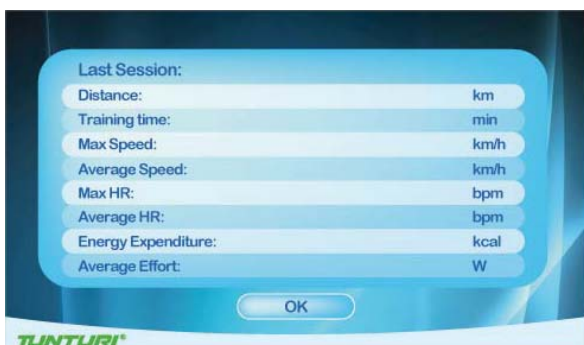 Last Session:
Distance: km
Training time: min
Max Speed: km/h
Average Speed: km/h
Max HR: bpm
Average HR: bpm
Energy Expenditure: kcal
Average Effort: W
OK
TUNTURI®